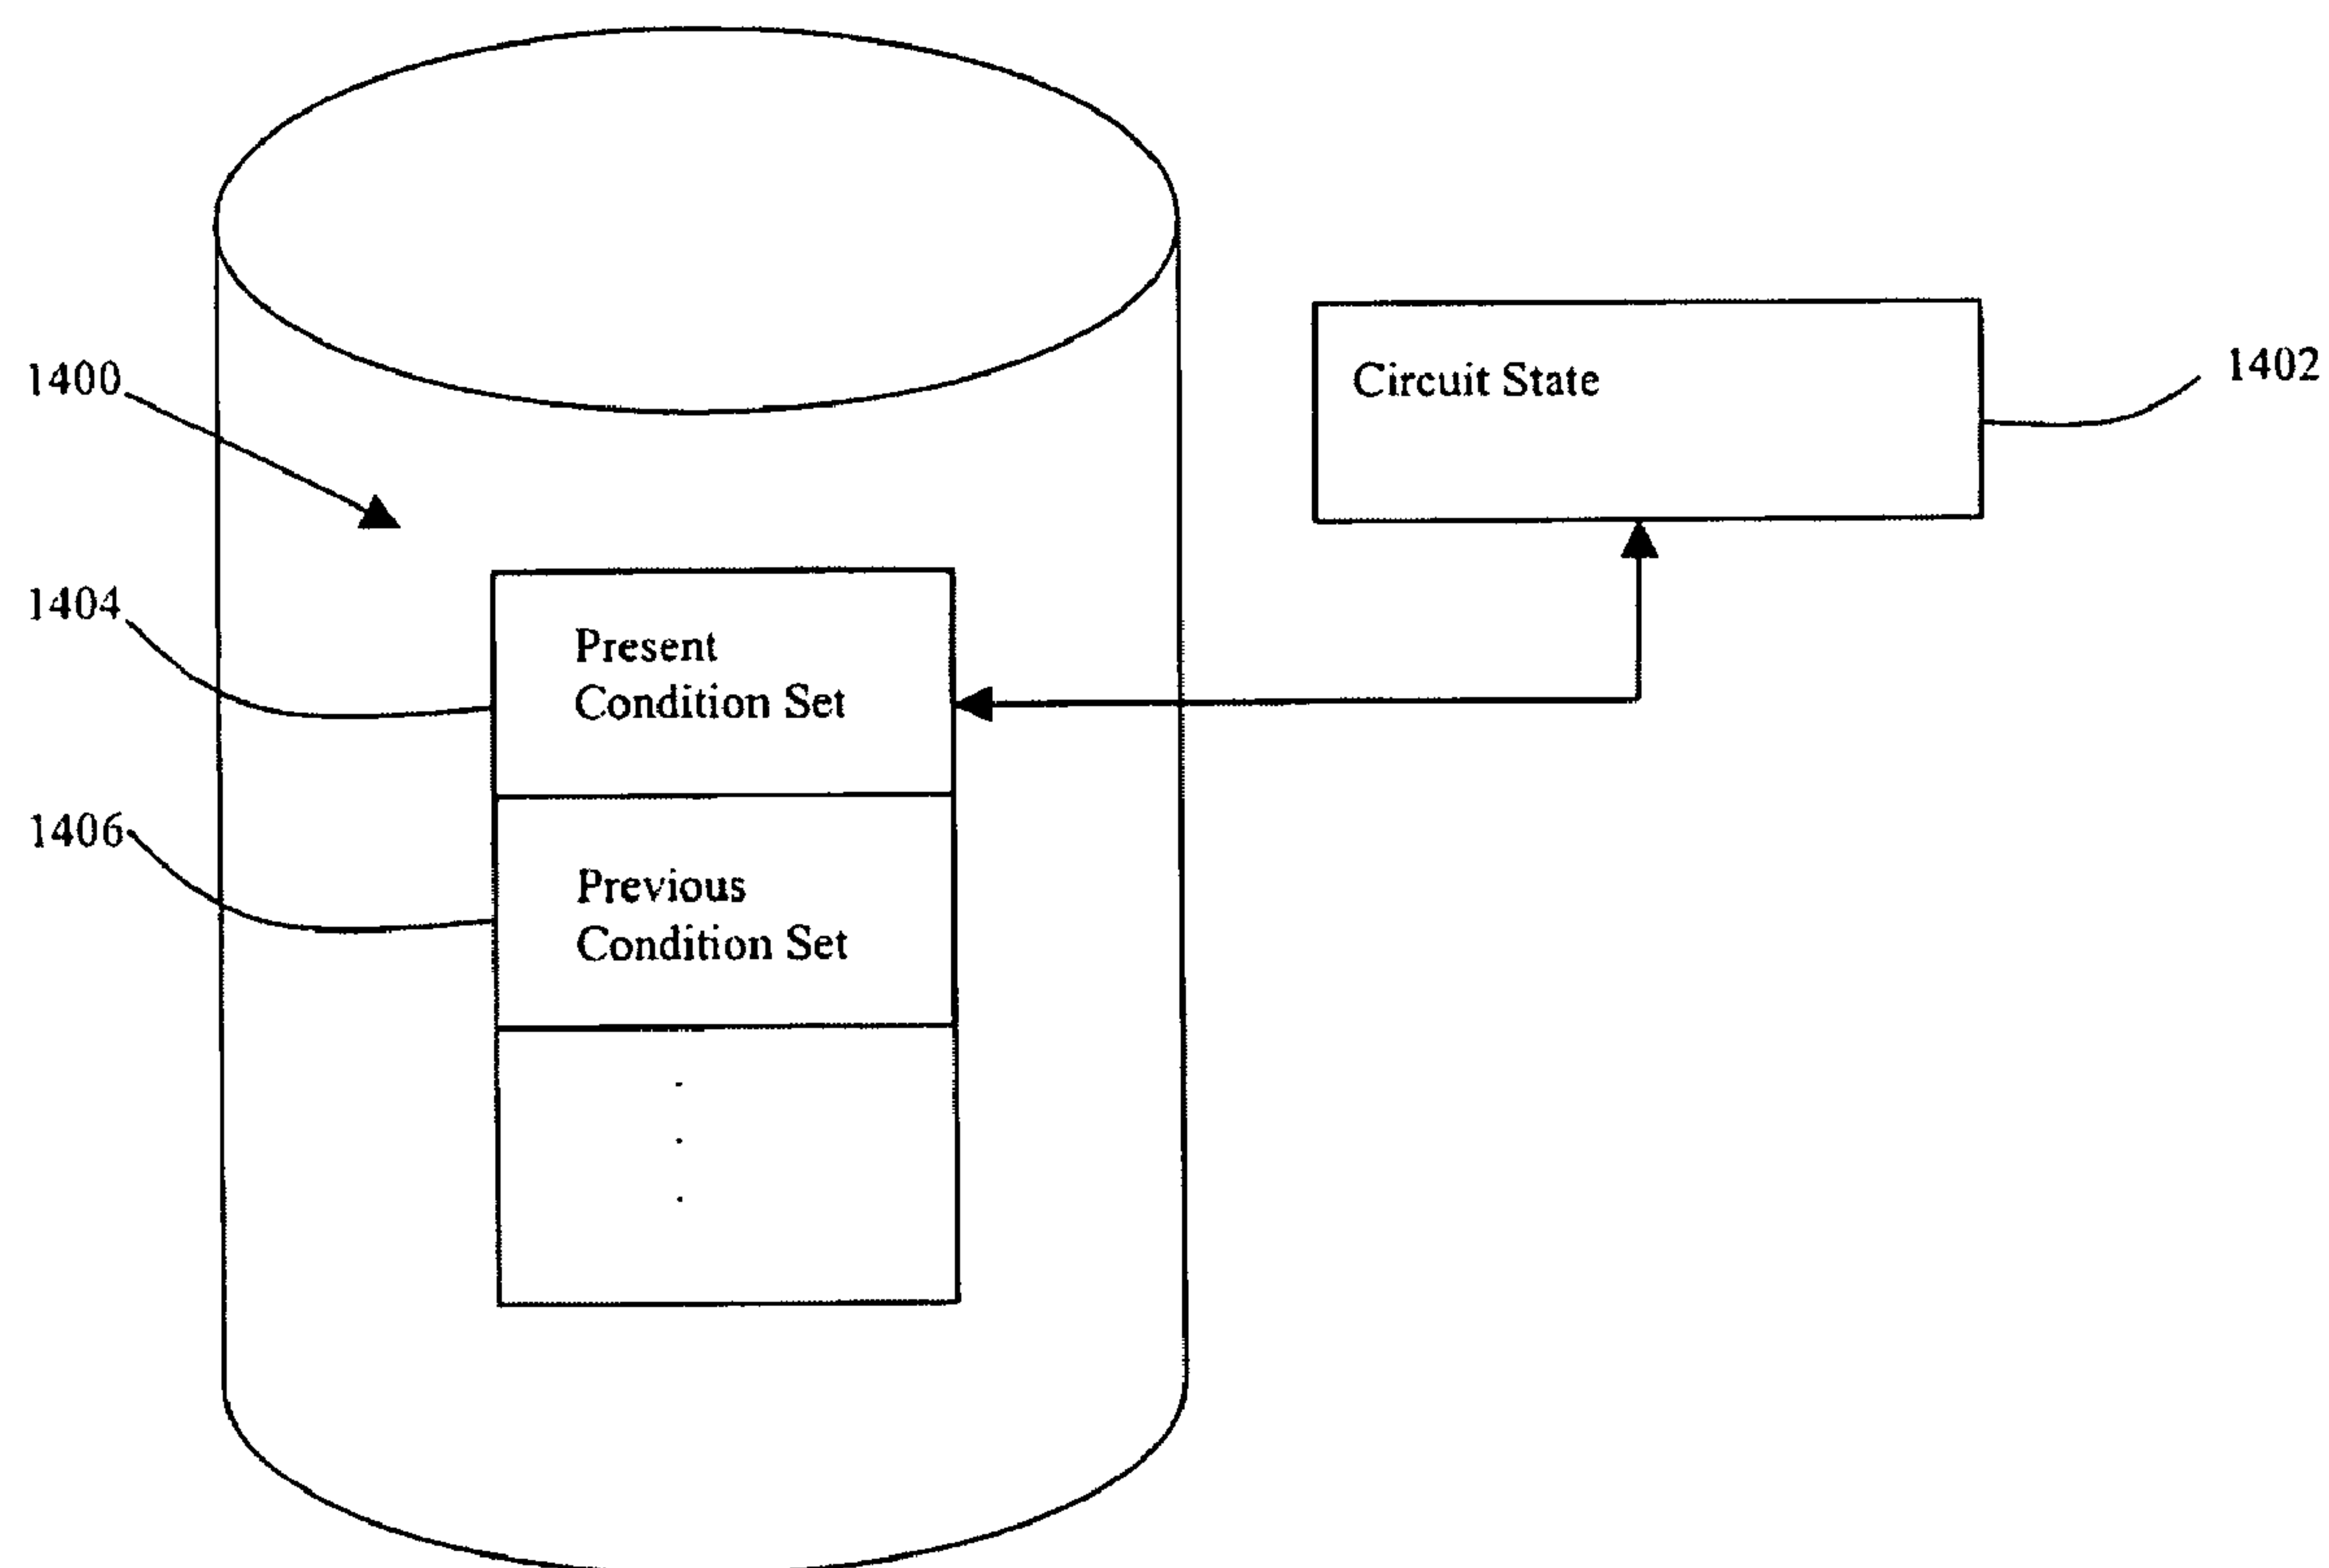 1400
Circuit State
1402
1404
Present
Condition Set
1406
Previous
Condition Set